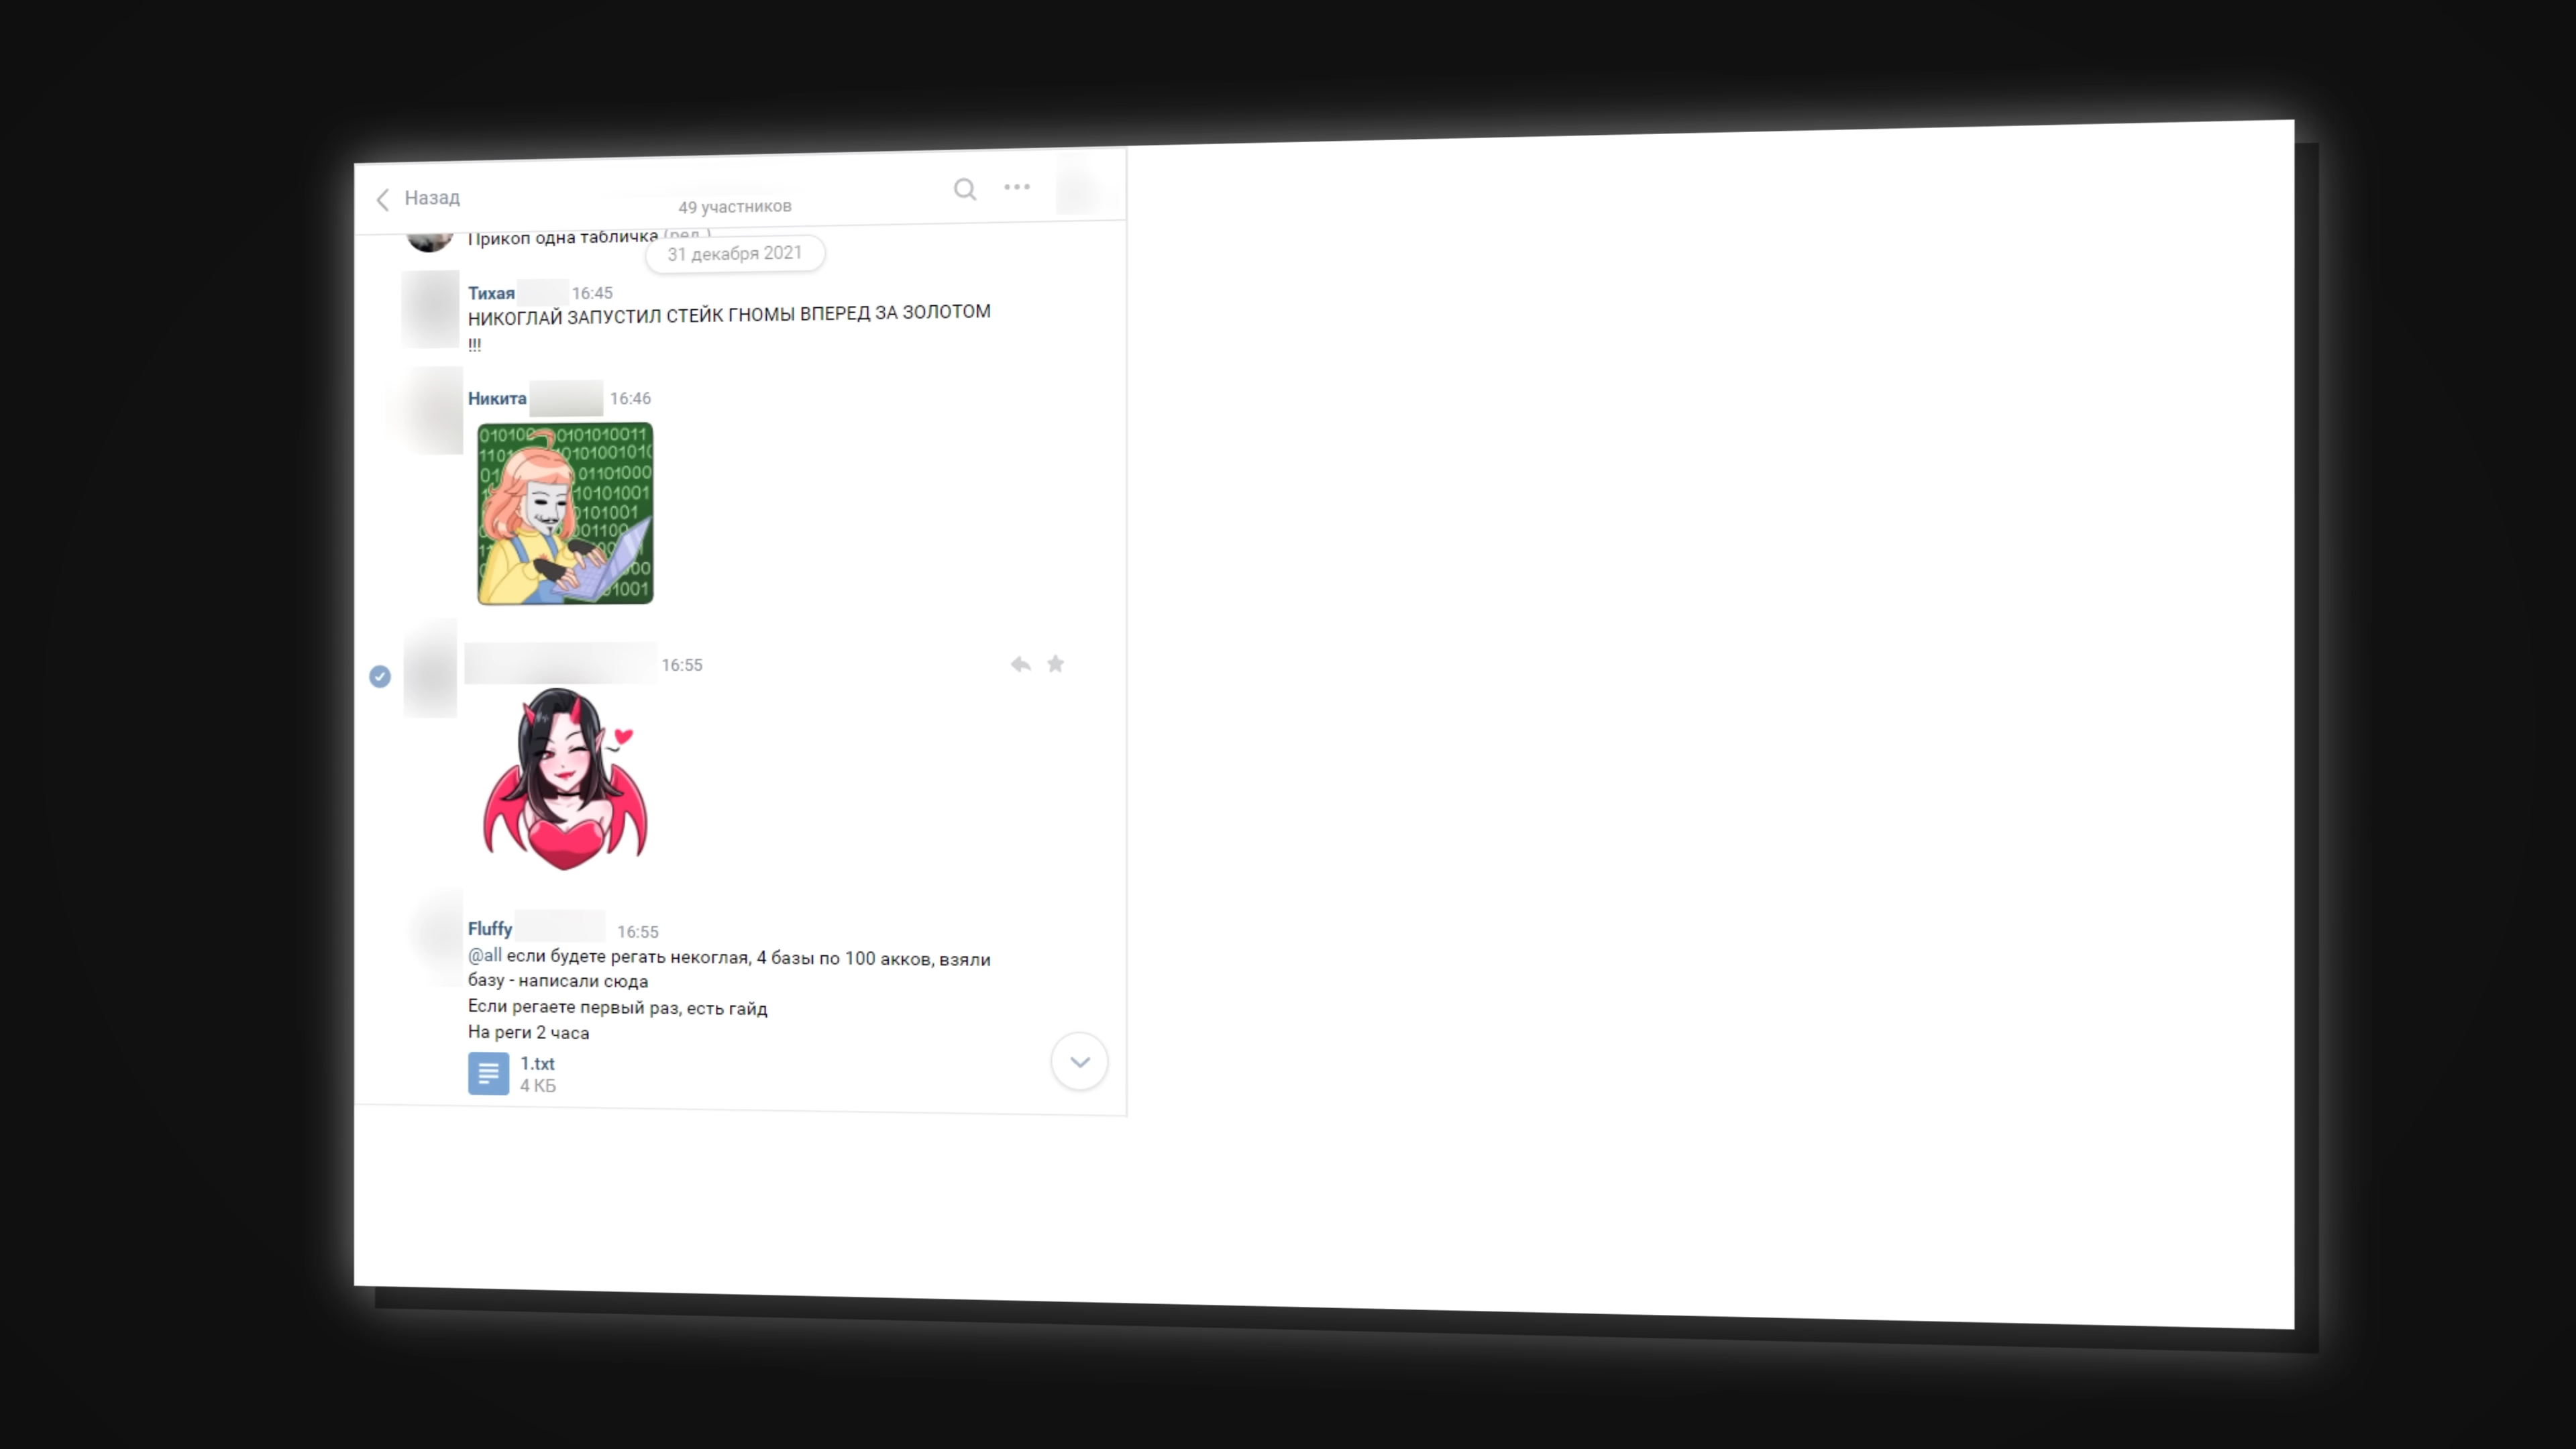 Назад
49 участников
Прикоп одна табличка (ред.)
31 декабря 2021
Тихая 16:45
НИКОГЛАЙ ЗАПУСТИЛ СТЕЙК ГНОМЫ ВПЕРЕД ЗА ЗОЛОТОМ
!!!
Никита 16:46
16:55
Fluffy 16:55
@all если будете регать некоглая, 4 базы по 100 акков, взяли
базу - написали сюда
Если регаете первый раз, есть гайд
На реги 2 часа
1.txt
4 КБ